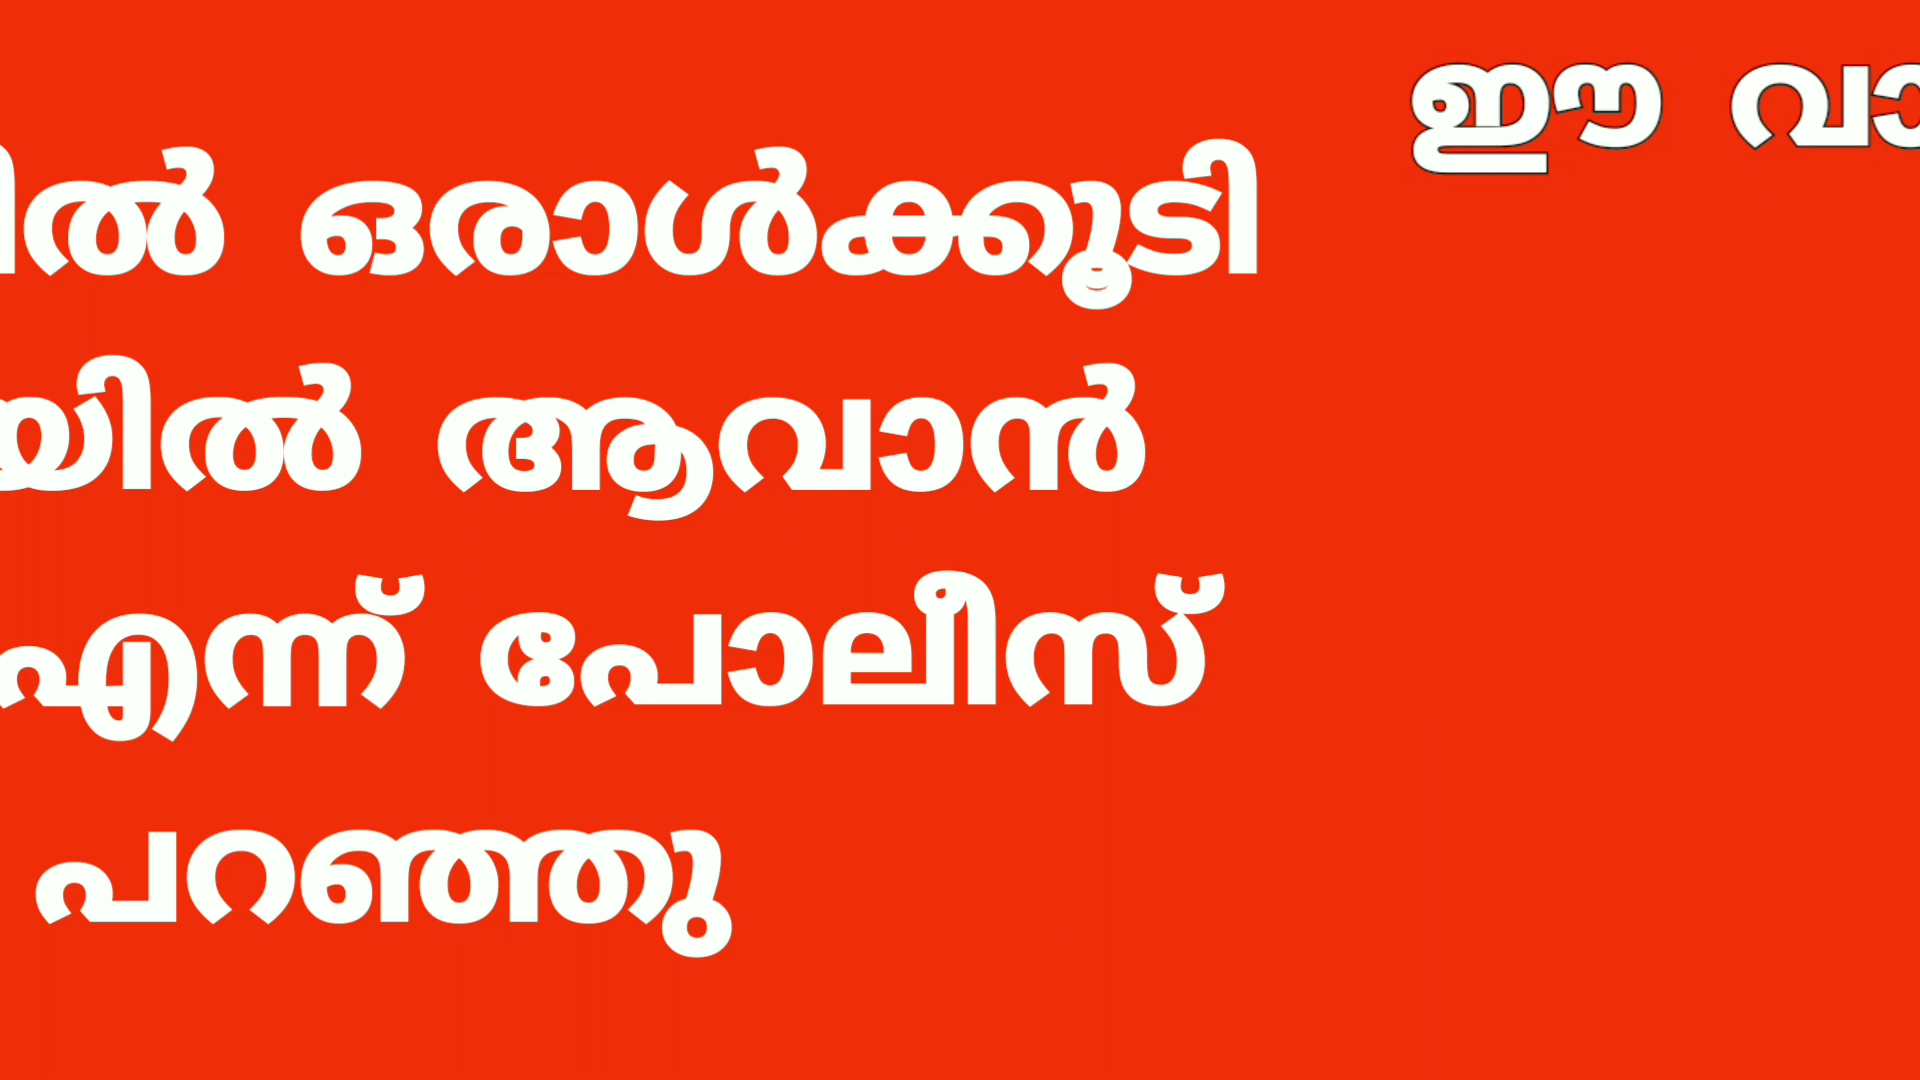 ഈ
ഒരാൾക്കൂടി
ആവാൻ
എന്ന് പോലീസ്
പറഞ്ഞു